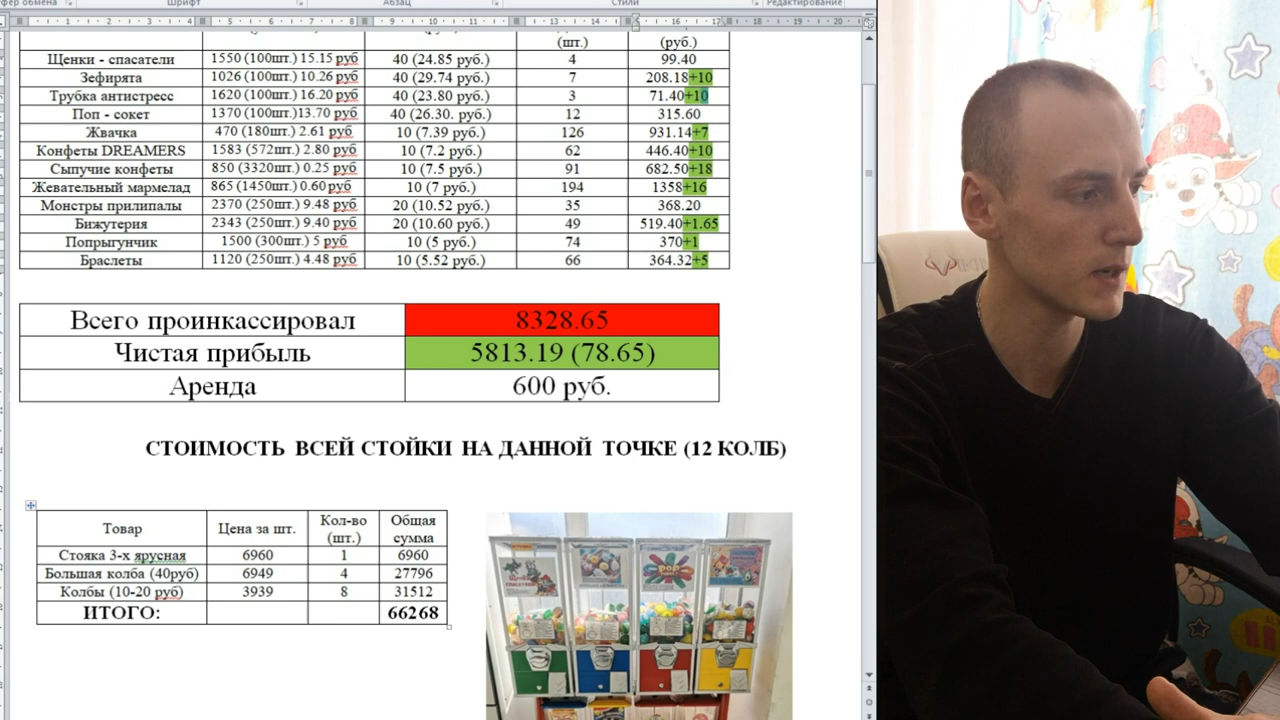 Шрифт Абзац Стили Редактирование
(шт.) (руб.)
Щенки - спасатели 1550 (100шт.) 15.15 руб 40 (24.85 руб.) 4 99.40
Зефирята 1026 (100шт.) 10.26 руб 40 (29.74 руб.) 7 208.18+10
Трубка антистресс 1620 (100шт.) 16.20 руб 40 (23.80 руб.) 3 71.40+10
Поп - сокет 1370 (100шт.)13.70 руб 40 (26.30. руб.) 12 315.60
Жвачка 470 (180шт.) 2.61 руб 10 (7.39 руб.) 126 931.14+7
Конфеты DREAMERS 1583 (572шт.) 2.80 руб 10 (7.2 руб.) 62 446.40+10
Сыпучие конфеты 850 (3320шт.) 0.25 руб 10 (7.5 руб.) 91 682.50+18
Жевательный мармелад 865 (1450шт.) 0.60руб 10 (7 руб.) 194 1358+16
Монстры прилипалы 2370 (250шт.) 9.48 руб 20 (10.52 руб.) 35 368.20
Бижутерия 2343 (250шт.) 9.40 руб 20 (10.60 руб.) 49 519.40+1.65
Попрыгунчик 1500 (300шт.) 5 руб 10 (5 руб.) 74 370+1
Браслеты 1120 (250шт.) 4.48 руб 10 (5.52 руб.) 66 364.32+5
Всего проинкассировал 8328.65
Чистая прибыль 5813.19 (78.65)
Аренда 600 руб.
СТОИМОСТЬ ВСЕЙ СТОЙКИ НА ДАННОЙ ТОЧКЕ (12 КОЛБ)
Товар Цена за шт. Кол-во (шт.) Общая сумма
Стояка 3-х ярусная 6960 1 6960
Большая колба (40руб) 6949 4 27796
Колбы (10-20 руб) 3939 8 31512
ИТОГО: 66268
POP